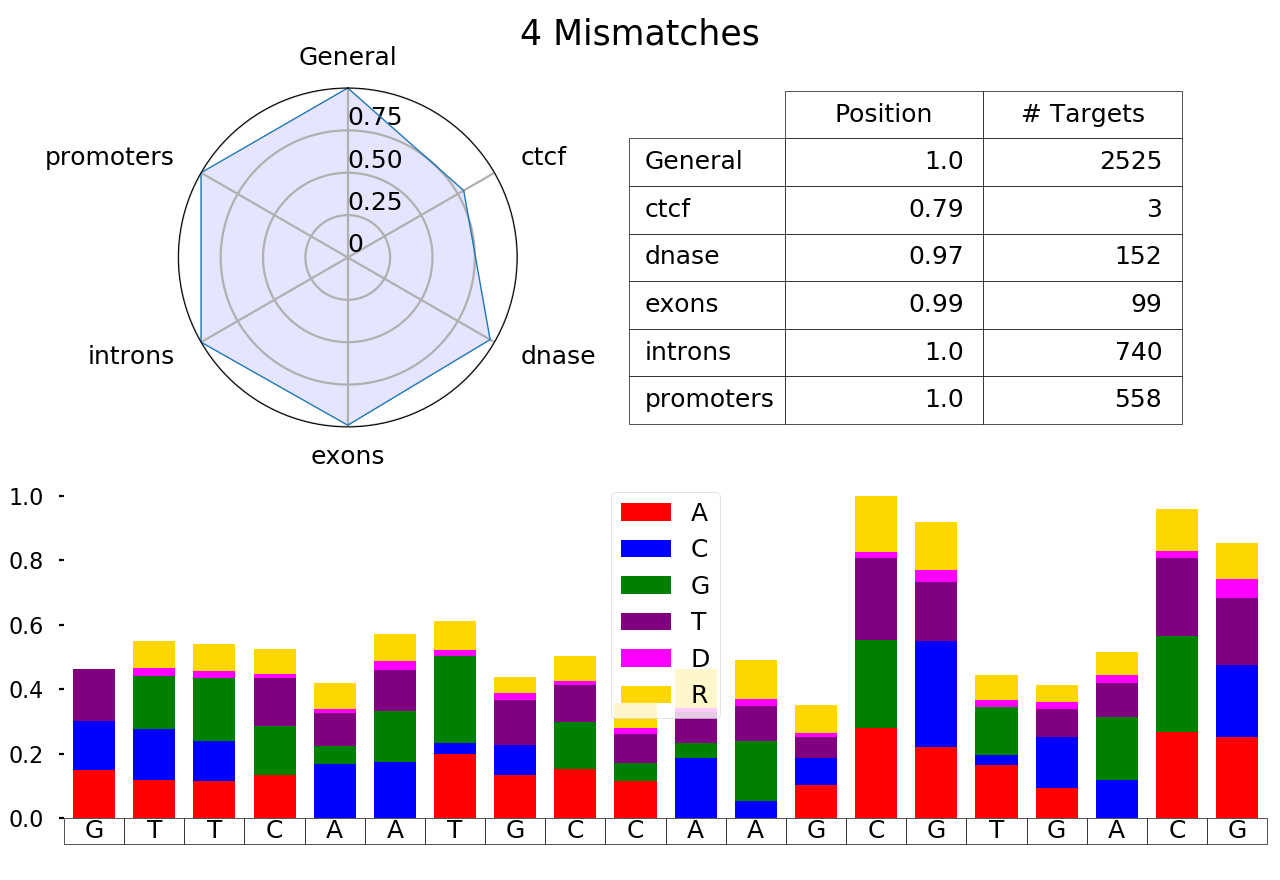 4 Mismatches
General
promoters
ctcf
introns
dnase
exons
0.75
0.50
0.25
0
Position # Targets
General 1.0 2525
ctcf 0.79 3
dnase 0.97 152
exons 0.99 99
introns 1.0 740
promoters 1.0 558
1.0
0.8
0.6
0.4
0.2
0.0
A
C
G
T
D
R
G T T C A A T G C C A A G C G T G A C G